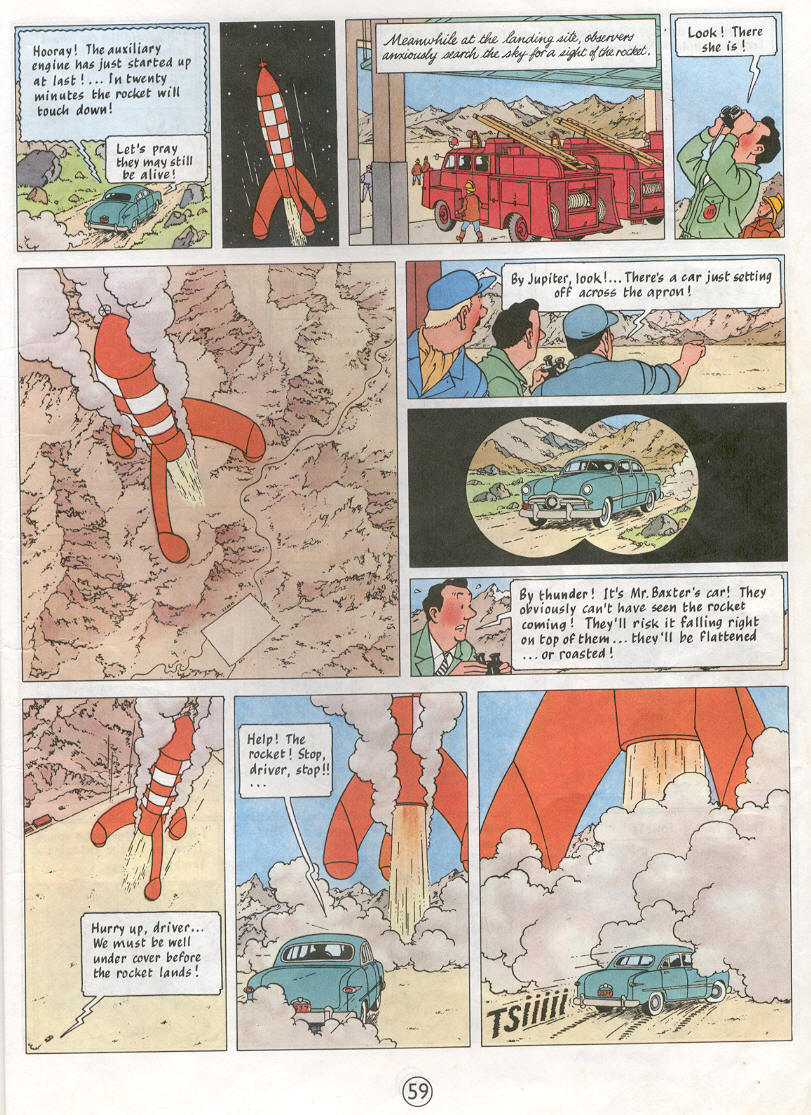 Hooray! The auxiliary
engine has just started up
at last!... In twenty
minutes the rocket will
touch down!
Let's pray
they may still
be alive!
Meanwhile at the landing site, observers
anxiously search the sky for a sight of the rocket.
Look! There
she is!
By Jupiter, look!... There's a car just setting
off across the apron!
By thunder! It's Mr. Baxter's car! They
obviously can't have seen the rocket
coming! They'll risk it falling right
on top of them... they'll be flattened
...or roasted!
Hurry up, driver...
We must be well
under cover before
the rocket lands!
Help! The
rocket! Stop,
driver, stop!!
...
TSiiiii
59